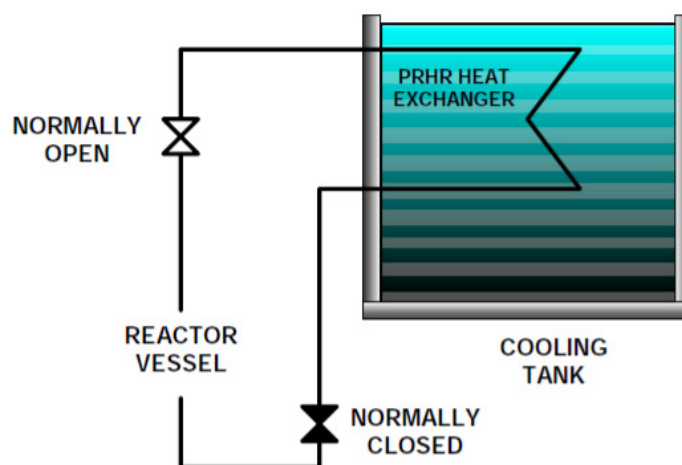 PRHR HEAT
EXCHANGER
NORMALLY
OPEN
REACTOR
VESSEL
COOLING
TANK
NORMALLY
CLOSED